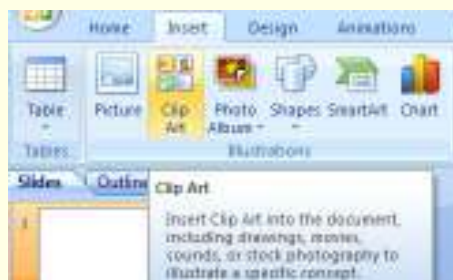 Home Insert Design Animations
Table Picture Clip Art Photo Album Shapes SmartArt Chart
Tables Illustrations
Slides Outline
Clip Art
1
Insert Clip Art into the document,
including drawings, movies,
sounds, or stock photography to
illustrate a specific concept.